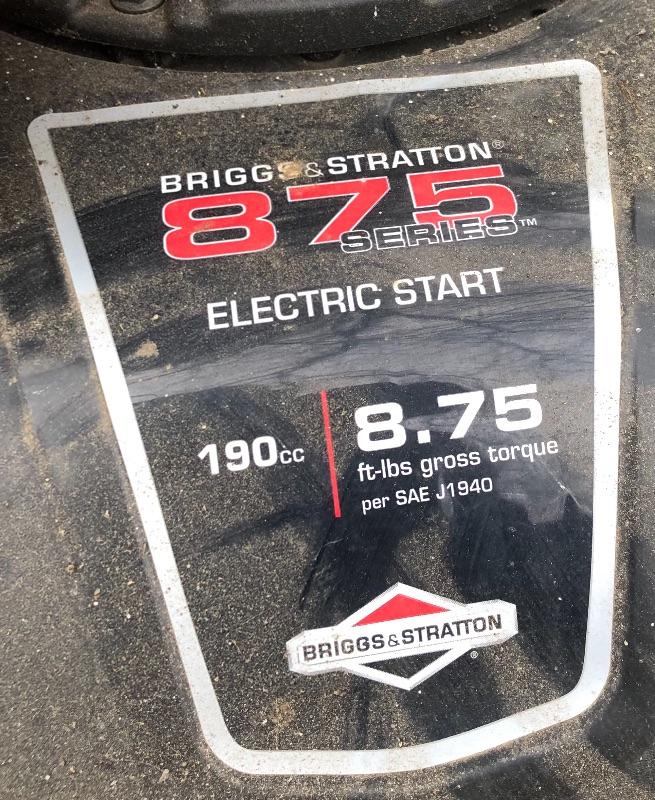 BRIGGS & STRATTON®
875
SERIES™
ELECTRIC START
190cc
8.75
ft-lbs gross torque
per SAE J1940
BRIGGS & STRATTON®